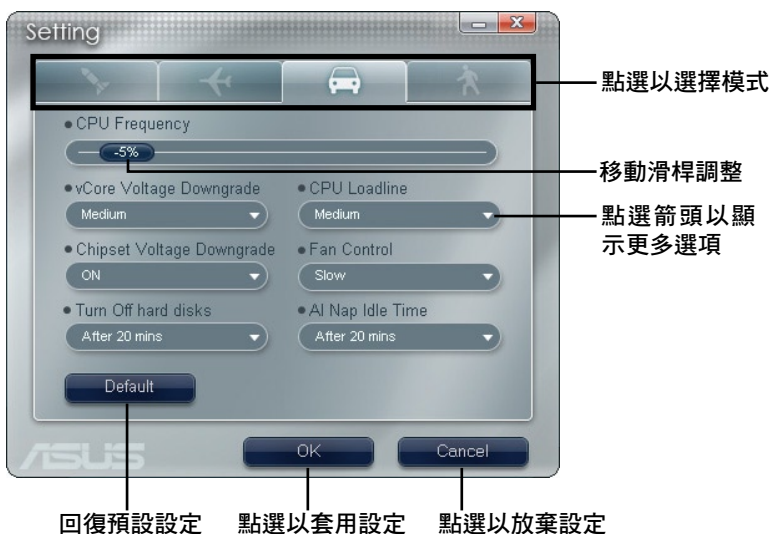 Setting
點選以選擇模式
CPU Frequency
-5%
移動滑桿調整
vCore Voltage Downgrade
CPU Loadline
Medium
Medium
點選箭頭以顯
示更多選項
Chipset Voltage Downgrade
Fan Control
ON
Slow
Turn Off hard disks
AI Nap Idle Time
After 20 mins
After 20 mins
Default
ASUS
OK
Cancel
回復預設設定
點選以套用設定
點選以放棄設定